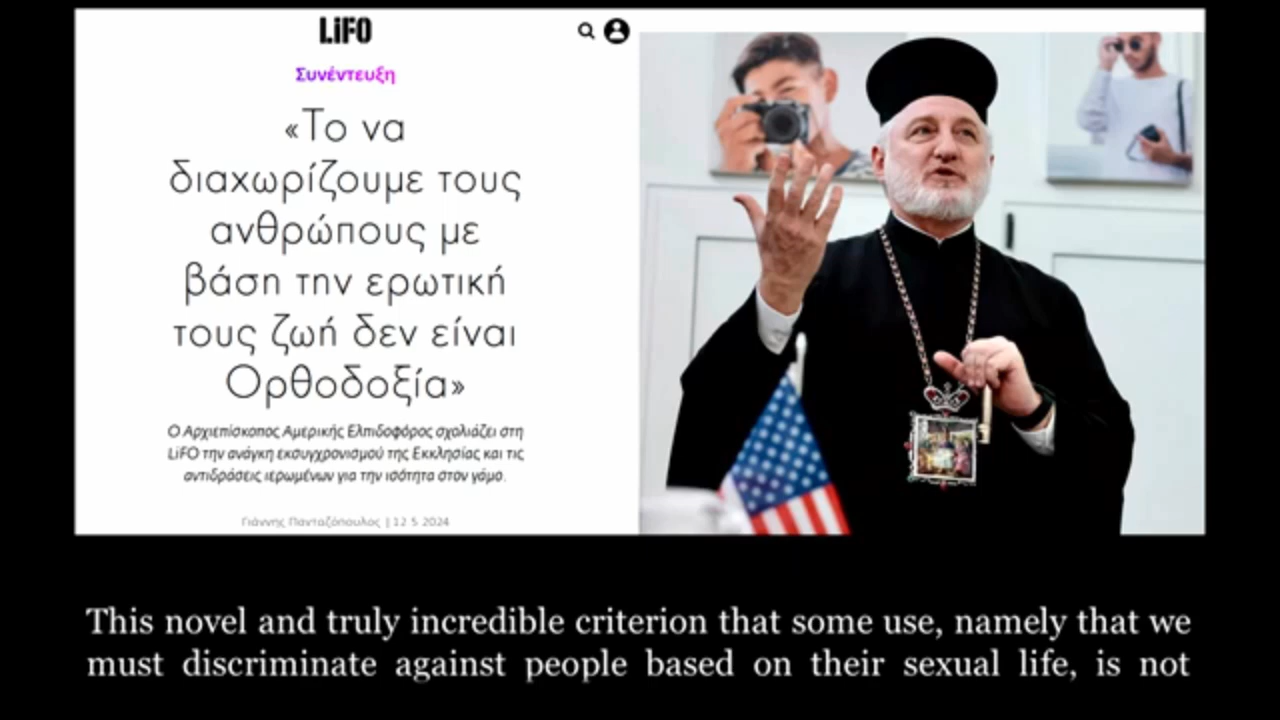 LiFO
Συνέντευξη
«Το να
διαχωρίζουμε τους
ανθρώπους με
βάση την ερωτική
τους ζωή δεν είναι
Ορθοδοξία»
Ο Αρχιεπίσκοπος Αμερικής Ελπιδοφόρος σχολιάζει στη
LiFO την ανάγκη εκσυγχρονισμού της Εκκλησίας και τις
αντιδράσεις ιερωμένων για την ισότητα στον γάμο.
Γιάννης Πανταζόπουλος | 12 5 2024
This novel and truly incredible criterion that some use, namely that we
must discriminate against people based on their sexual life, is not